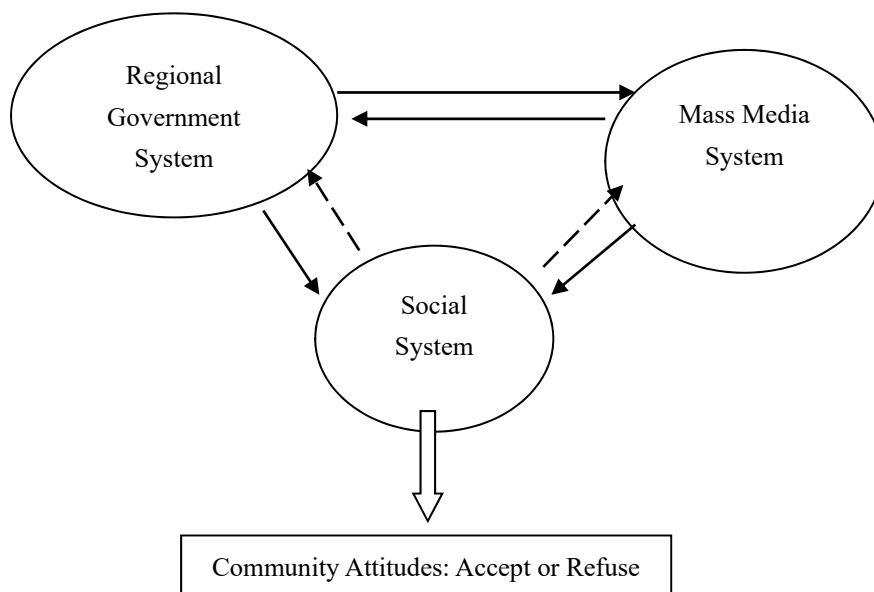 Regional
Government
System
Mass Media
System
Social
System
Community Attitudes: Accept or Refuse